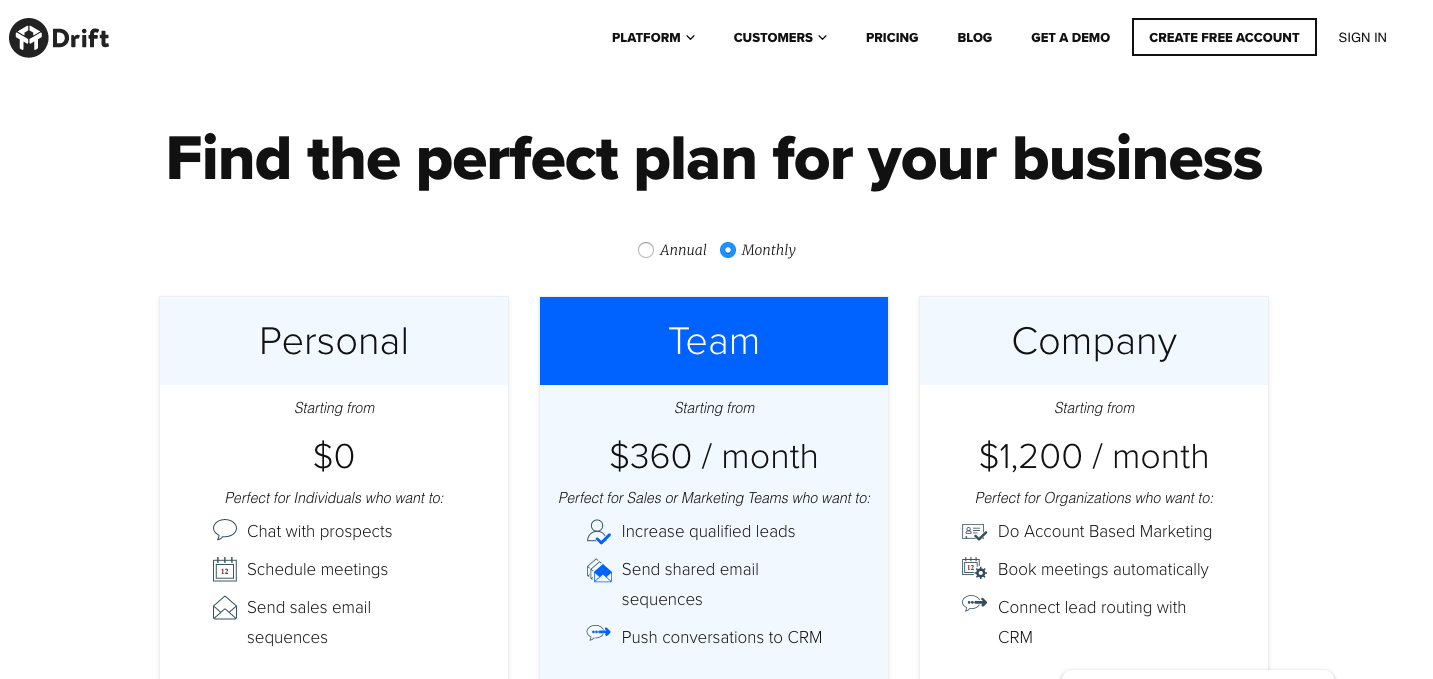 Drift
PLATFORM CUSTOMERS PRICING BLOG GET A DEMO CREATE FREE ACCOUNT SIGN IN
Find the perfect plan for your business
Annual Monthly
Personal
Starting from
$0
Perfect for Individuals who want to:
Chat with prospects
12 Schedule meetings
Send sales email
sequences
Team
Starting from
$360 / month
Perfect for Sales or Marketing Teams who want to:
Increase qualified leads
Send shared email
sequences
Push conversations to CRM
Company
Starting from
$1,200 / month
Perfect for Organizations who want to:
Do Account Based Marketing
12 Book meetings automatically
Connect lead routing with
CRM